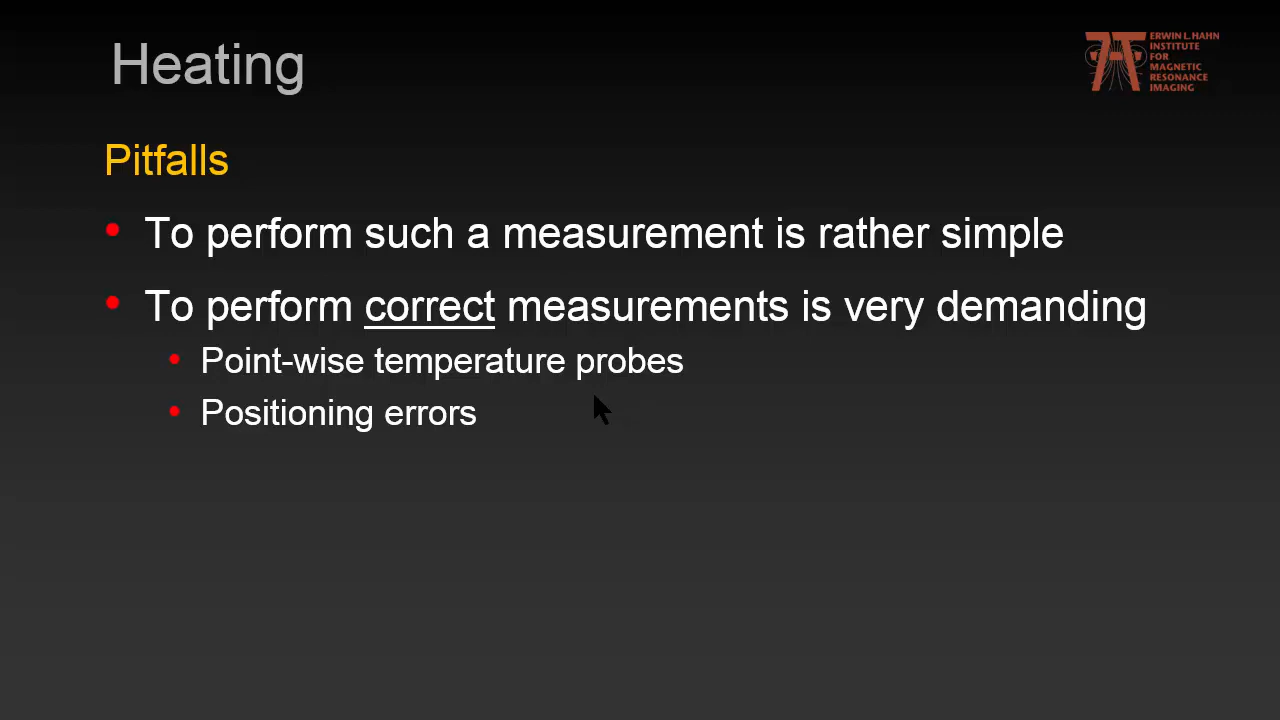 Heating
ERWIN L. HAHN
INSTITUTE
FOR
MAGNETIC
RESONANCE
IMAGING
Pitfalls
To perform such a measurement is rather simple
To perform correct measurements is very demanding
Point-wise temperature probes
Positioning errors